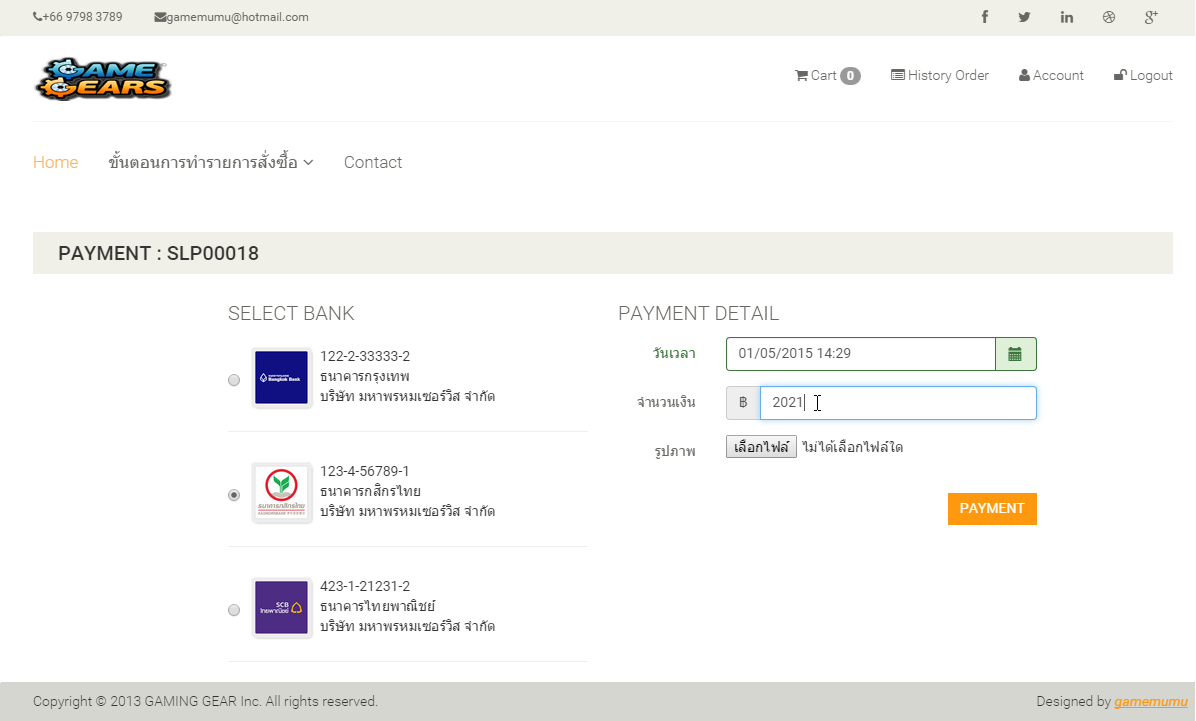 +66 9798 3789 gamemumu@hotmail.com
GAME
GEARS
Cart 0 History Order Account Logout
Home ขั้นตอนการทำรายการสั่งซื้อ Contact
PAYMENT : SLP00018
SELECT BANK
122-2-33333-2
ธนาคารกรุงเทพ
บริษัท มหาพรหมเซอร์วิส จำกัด
Bangkok Bank
123-4-56789-1
ธนาคารกสิกรไทย
บริษัท มหาพรหมเซอร์วิส จำกัด
ธนาคารกสิกรไทย
423-1-21231-2
ธนาคารไทยพาณิชย์
บริษัท มหาพรหมเซอร์วิส จำกัด
SCB
ไทยพาณิชย์
PAYMENT DETAIL
วันเวลา 01/05/2015 14:29
จำนวนเงิน ฿ 2021
รูปภาพ เลือกไฟล์ ไม่ได้เลือกไฟล์ใด
PAYMENT
Copyright © 2013 GAMING GEAR Inc. All rights reserved. Designed by gamemumu